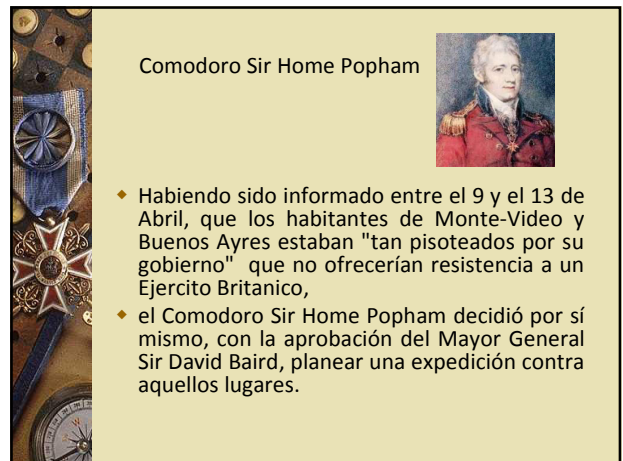 Comodoro Sir Home Popham
Habiendo sido informado entre el 9 y el 13 de
Abril, que los habitantes de Monte-Video y
Buenos Ayres estaban "tan pisoteados por su
gobierno" que no ofrecerían resistencia a un
Ejercito Britanico,
el Comodoro Sir Home Popham decidió por sí
mismo, con la aprobación del Mayor General
Sir David Baird, planear una expedición contra
aquellos lugares.